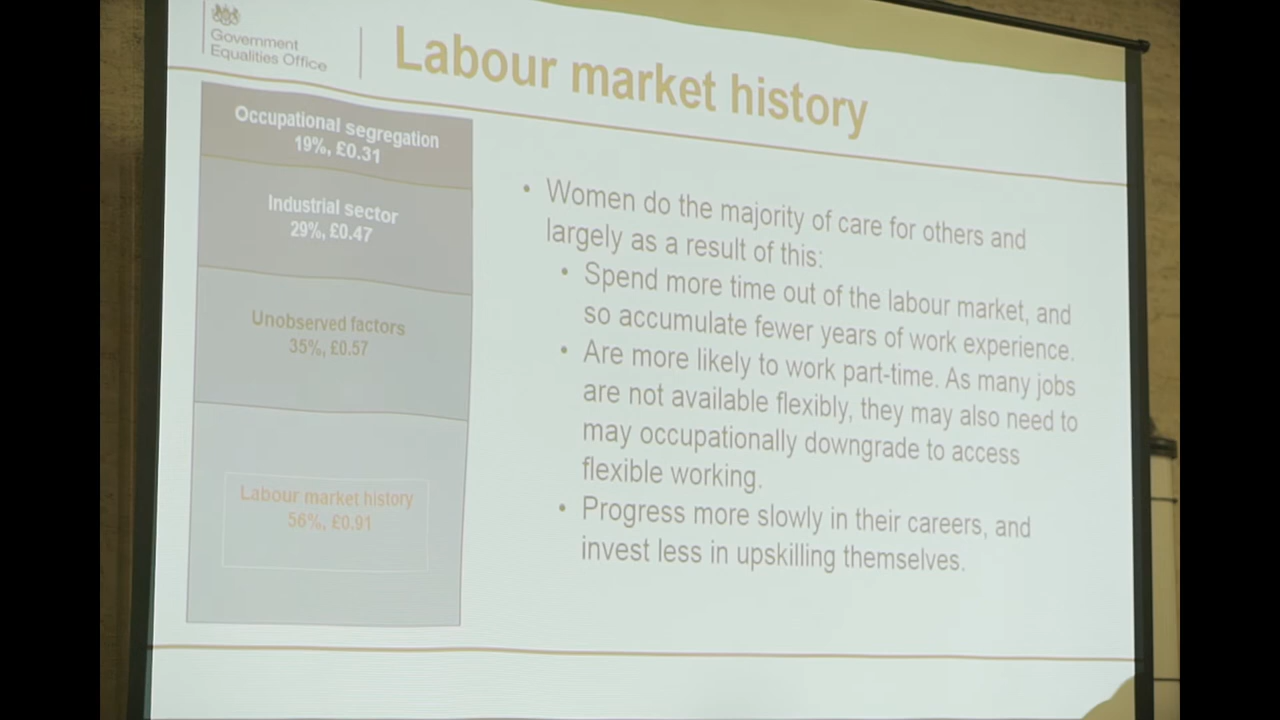 Government
Equalities Office
Labour market history
Occupational segregation
19%, £0.31
Industrial sector
29%, £0.47
Unobserved factors
35%, £0.57
Labour market history
56%, £0.91
• Women do the majority of care for others and
largely as a result of this:
• Spend more time out of the labour market, and
so accumulate fewer years of work experience.
• Are more likely to work part-time. As many jobs
are not available flexibly, they may also need to
may occupationally downgrade to access
flexible working.
• Progress more slowly in their careers, and
invest less in upskilling themselves.